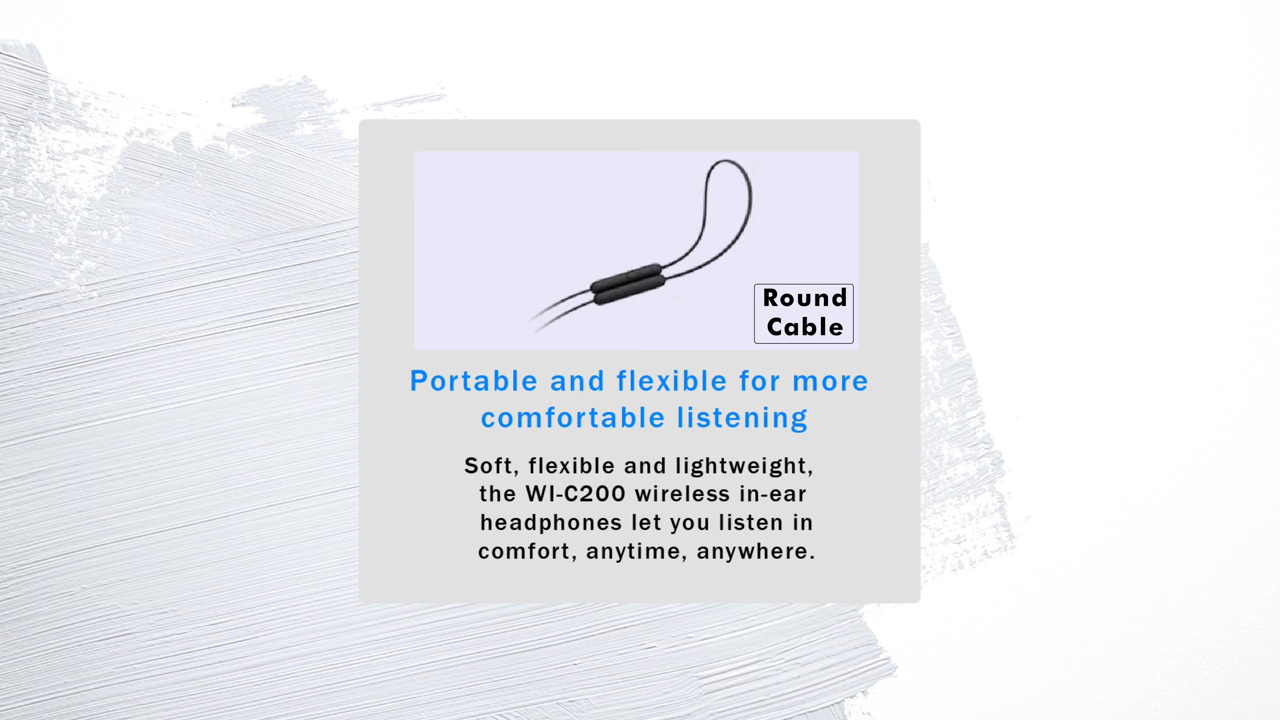 Round
Cable
Portable and flexible for more
comfortable listening
Soft, flexible and lightweight,
the WI-C200 wireless in-ear
headphones let you listen in
comfort, anytime, anywhere.